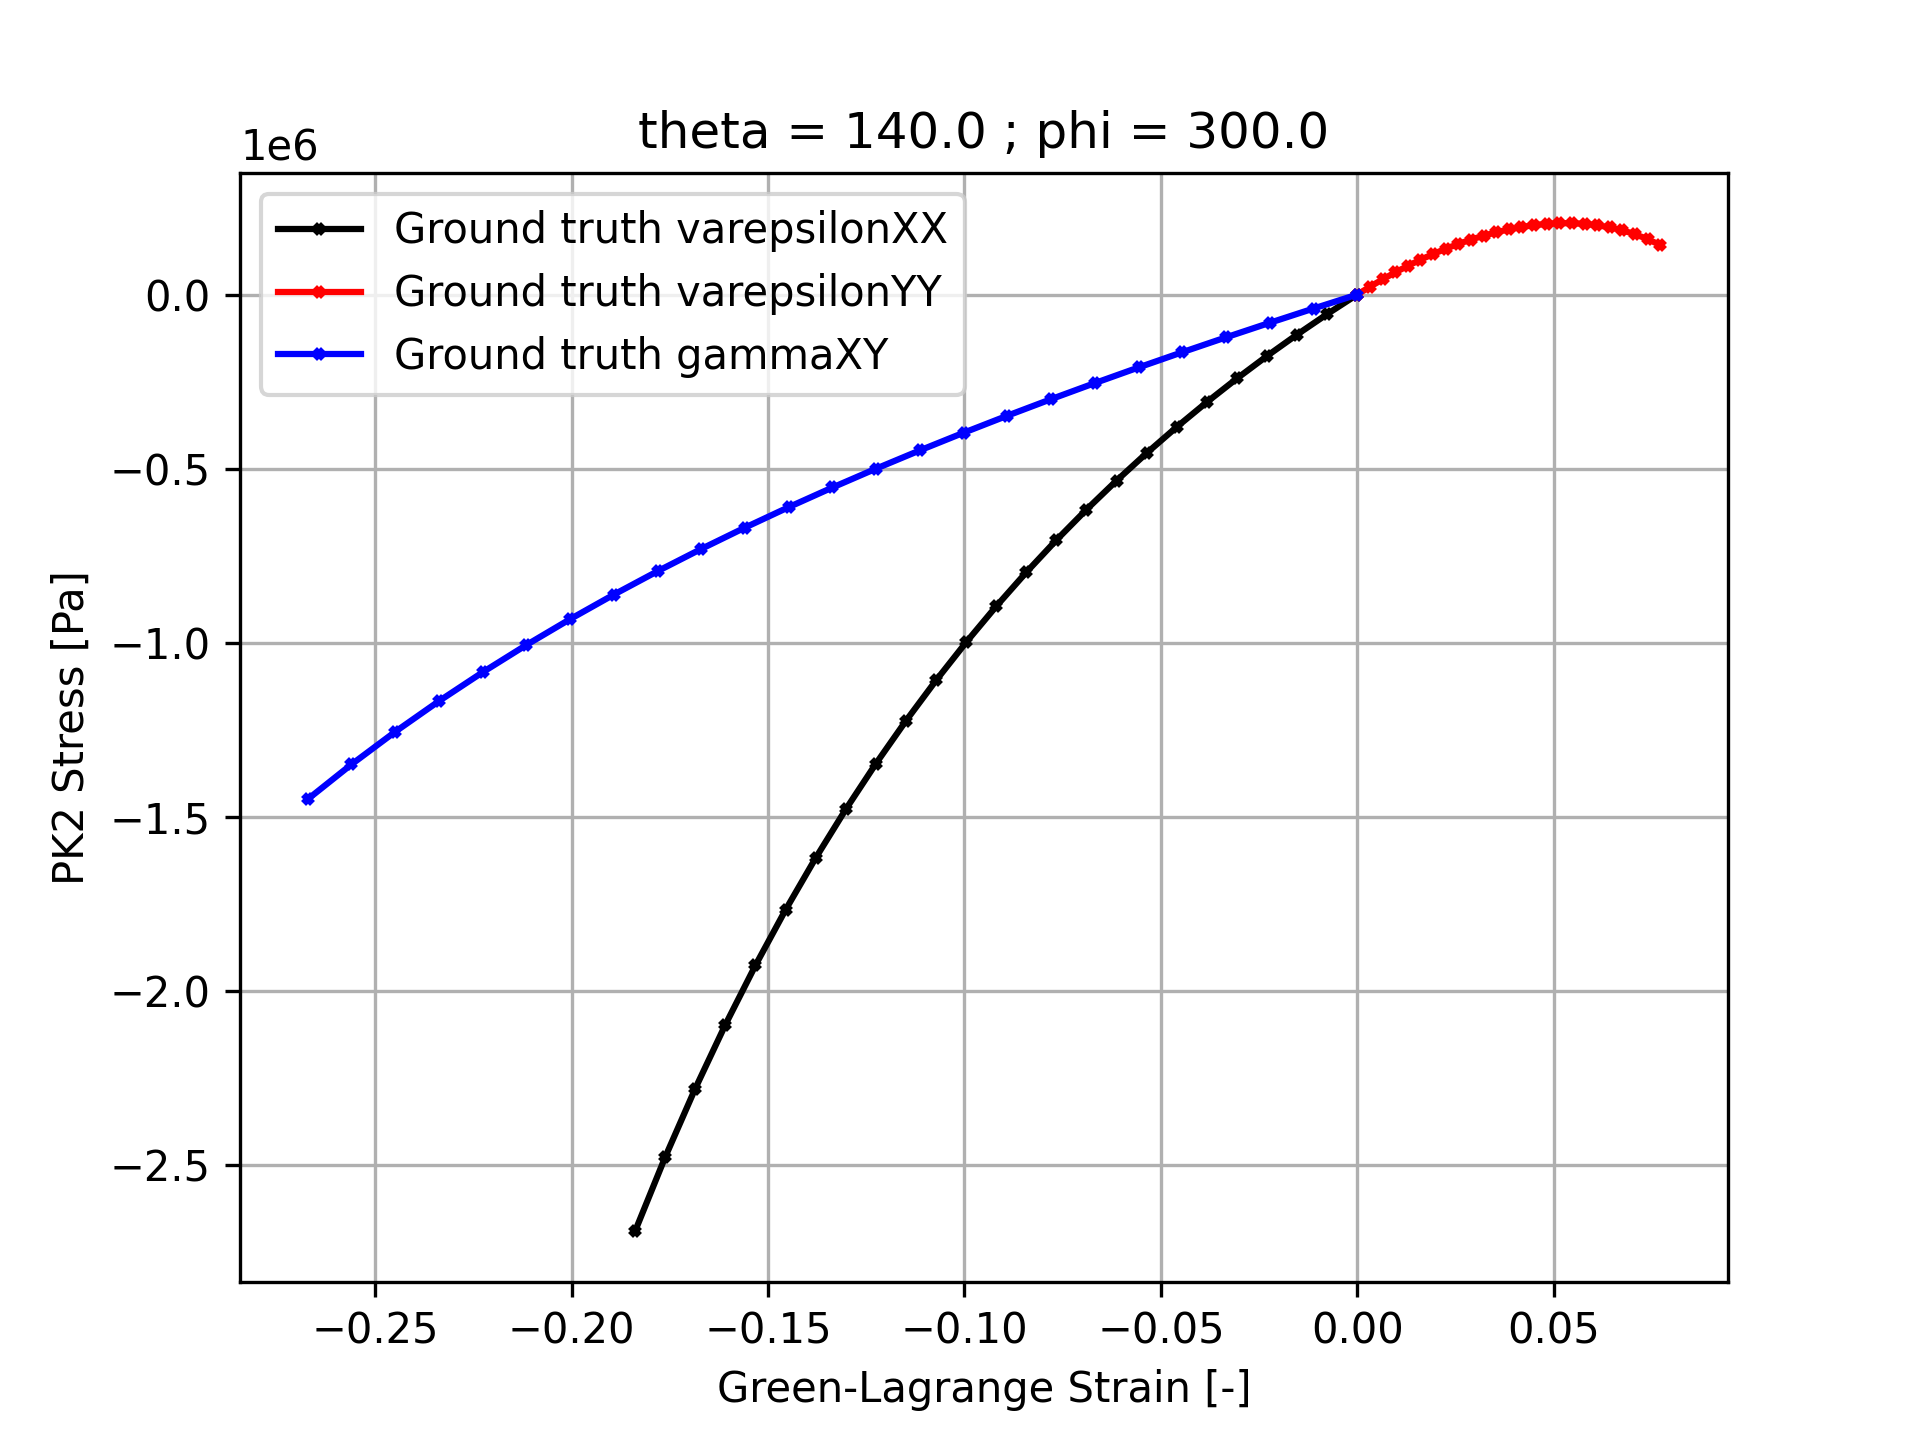 theta = 140.0 ; phi = 300.0
1e6
Ground truth varepsilonXX
Ground truth varepsilonYY
Ground truth gammaXY
0.0
−0.5
−1.0
−1.5
−2.0
−2.5
PK2 Stress [Pa]
−0.25 −0.20 −0.15 −0.10 −0.05 0.00 0.05
Green-Lagrange Strain [-]